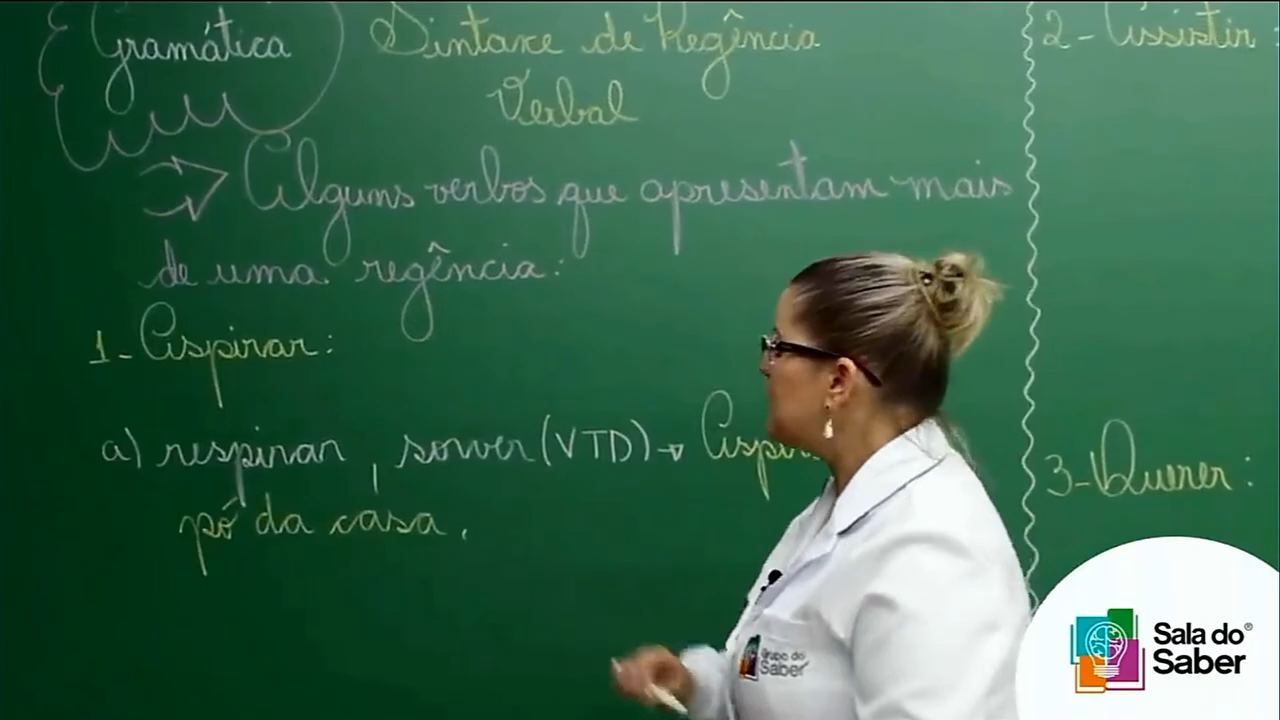 Gramática
Sintaxe de Regência
Verbal
Alguns verbos que apresentam mais
de uma regência:
1- Aspirar:
a) respirar, sorver (VTD) →
pó da casa.
2- Assistir:
3- Querer:
Grupo do
Saber
Sala do®
Saber